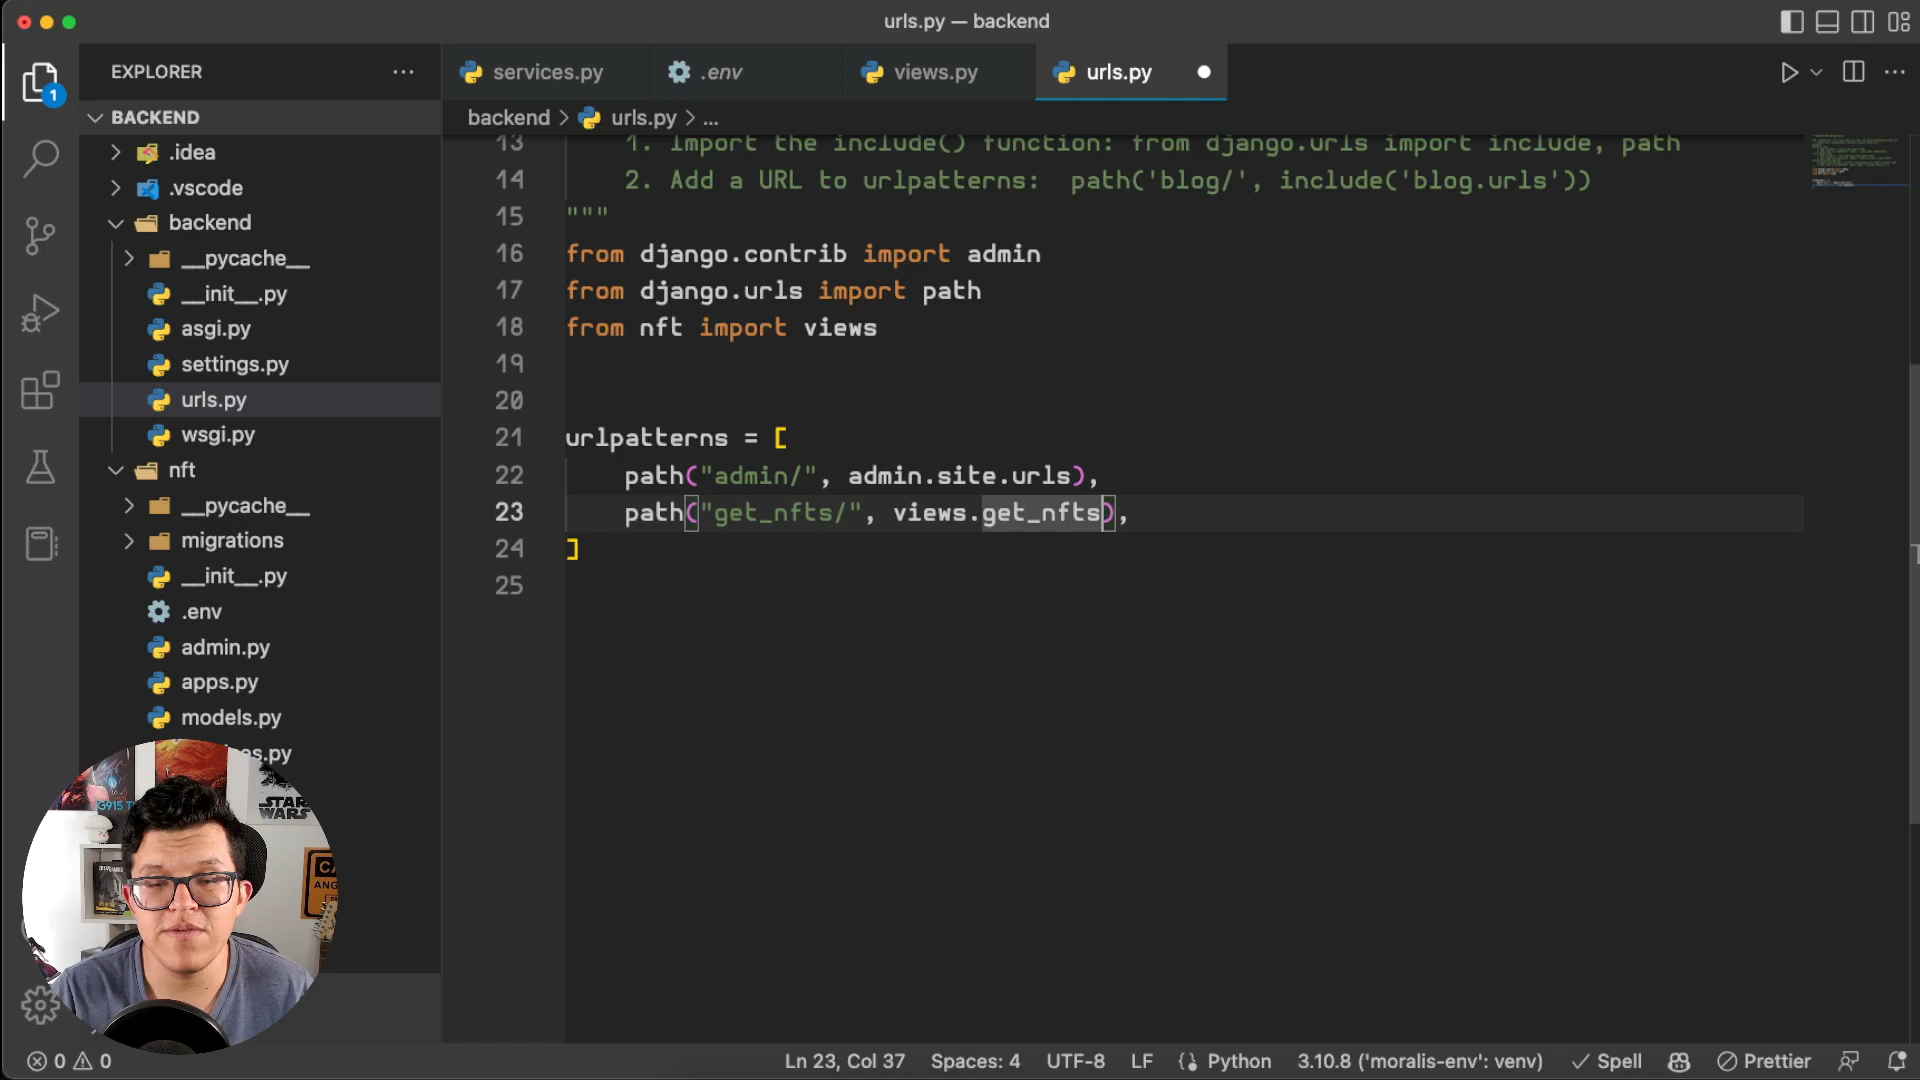 urls.py — backend
EXPLORER
services.py
.env
views.py
urls.py
1
BACKEND
backend > urls.py > ...
.idea
.vscode
backend
__pycache__
__init__.py
asgi.py
settings.py
urls.py
wsgi.py
nft
__pycache__
migrations
__init__.py
.env
admin.py
apps.py
models.py
es.py
13 1. Import the include() function: from django.urls import include, path
14 2. Add a URL to urlpatterns:  path('blog/', include('blog.urls'))
15 """
16 from django.contrib import admin
17 from django.urls import path
18 from nft import views
19
20
21 urlpatterns = [
22 path("admin/", admin.site.urls),
23 path("get_nfts/", views.get_nfts),
24 ]
25
G915 T
STAR
WARS
CA
ANG
0 0
Ln 23, Col 37
Spaces: 4
UTF-8
LF
Python
3.10.8 ('moralis-env': venv)
Spell
Prettier